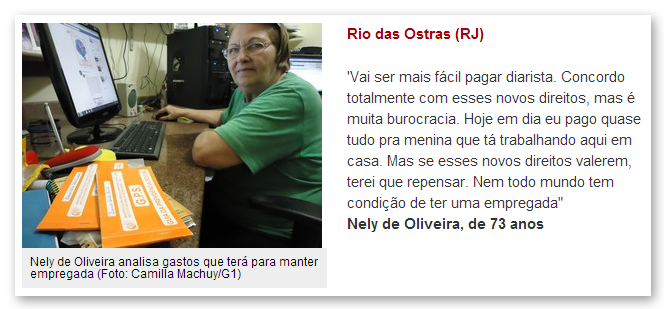 Rio das Ostras (RJ)
'Vai ser mais fácil pagar diarista. Concordo
totalmente com esses novos direitos, mas é
muita burocracia. Hoje em dia eu pago quase
tudo pra menina que tá trabalhando aqui em
casa. Mas se esses novos direitos valerem,
terei que repensar. Nem todo mundo tem
condição de ter uma empregada"
Nely de Oliveira, de 73 anos
GPS
Nely de Oliveira analisa gastos que terá para manter
empregada (Foto: Camilla Machuy/G1)